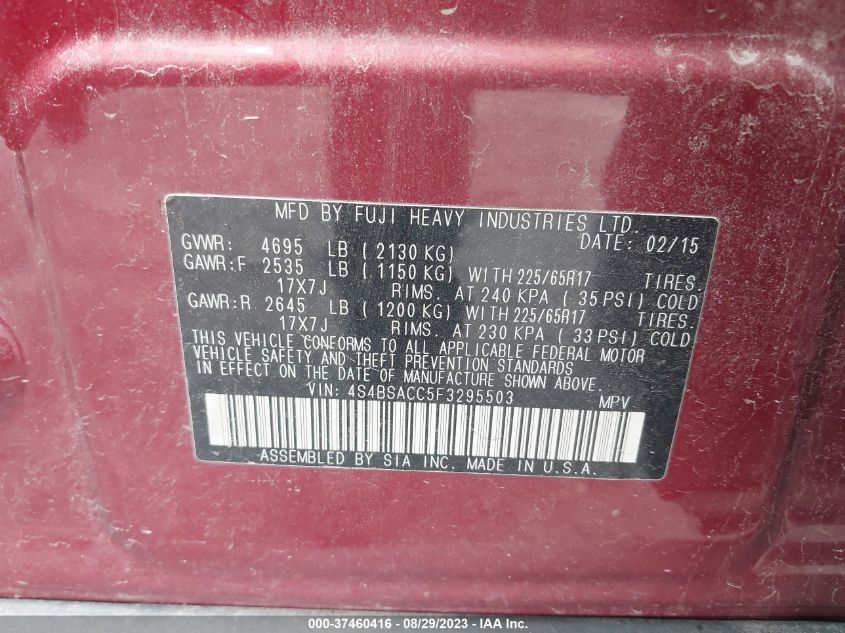 MFD BY FUJI HEAVY INDUSTRIES LTD.
DATE: 02/15
GVWR: 4695 LB ( 2130 KG)
GAWR:F 2535 LB ( 1150 KG) WITH 225/65R17 TIRES.
17X7J RIMS. AT 240 KPA ( 35 PSI) COLD
GAWR:R 2645 LB ( 1200 KG) WITH 225/65R17 TIRES.
17X7J RIMS. AT 230 KPA ( 33 PSI) COLD
THIS VEHICLE CONFORMS TO ALL APPLICABLE FEDERAL MOTOR
VEHICLE SAFETY AND THEFT PREVENTION STANDARDS
IN EFFECT ON THE DATE OF MANUFACTURE SHOWN ABOVE.
VIN: 4S4BSACC5F3295503 MPV
ASSEMBLED BY SIA INC. MADE IN U.S.A.
000-37460416 - 08/29/2023 - IAAI.COM